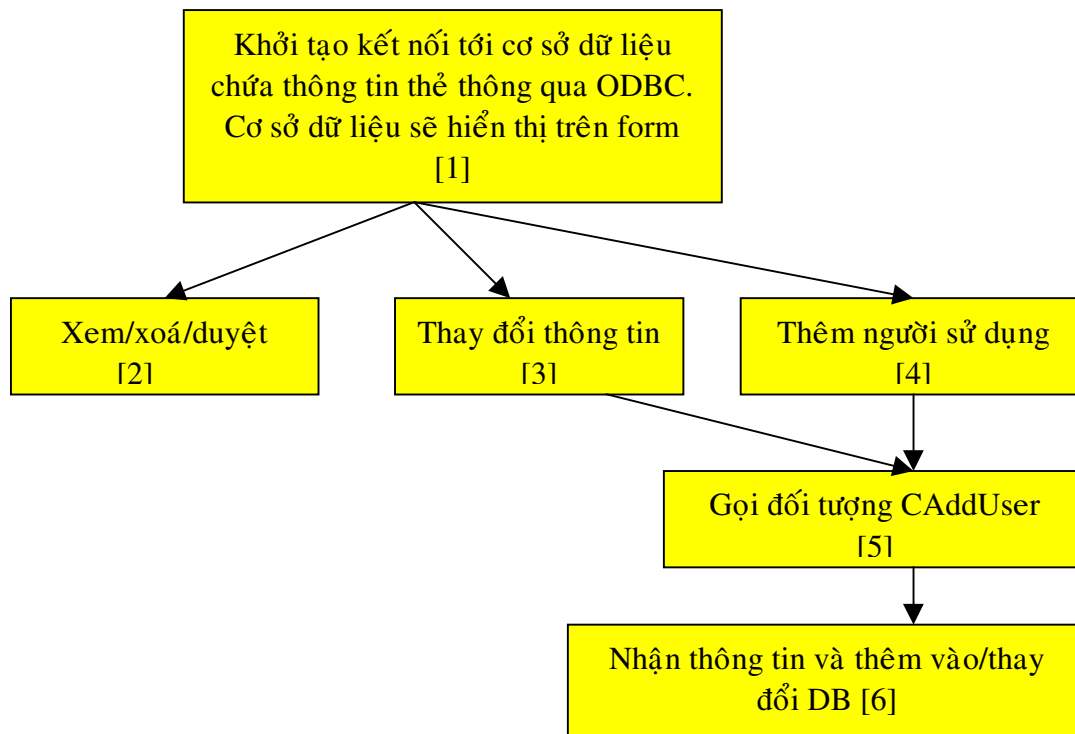 Khởi tạo kết nối tới cơ sở dữ liệu
chứa thông tin thẻ thông qua ODBC.
Cơ sở dữ liệu sẽ hiển thị trên form
[1]
Xem/xoá/duyệt
[2]
Thay đổi thông tin
[3]
Thêm người sử dụng
[4]
Gọi đối tượng CAddUser
[5]
Nhận thông tin và thêm vào/thay
đổi DB [6]